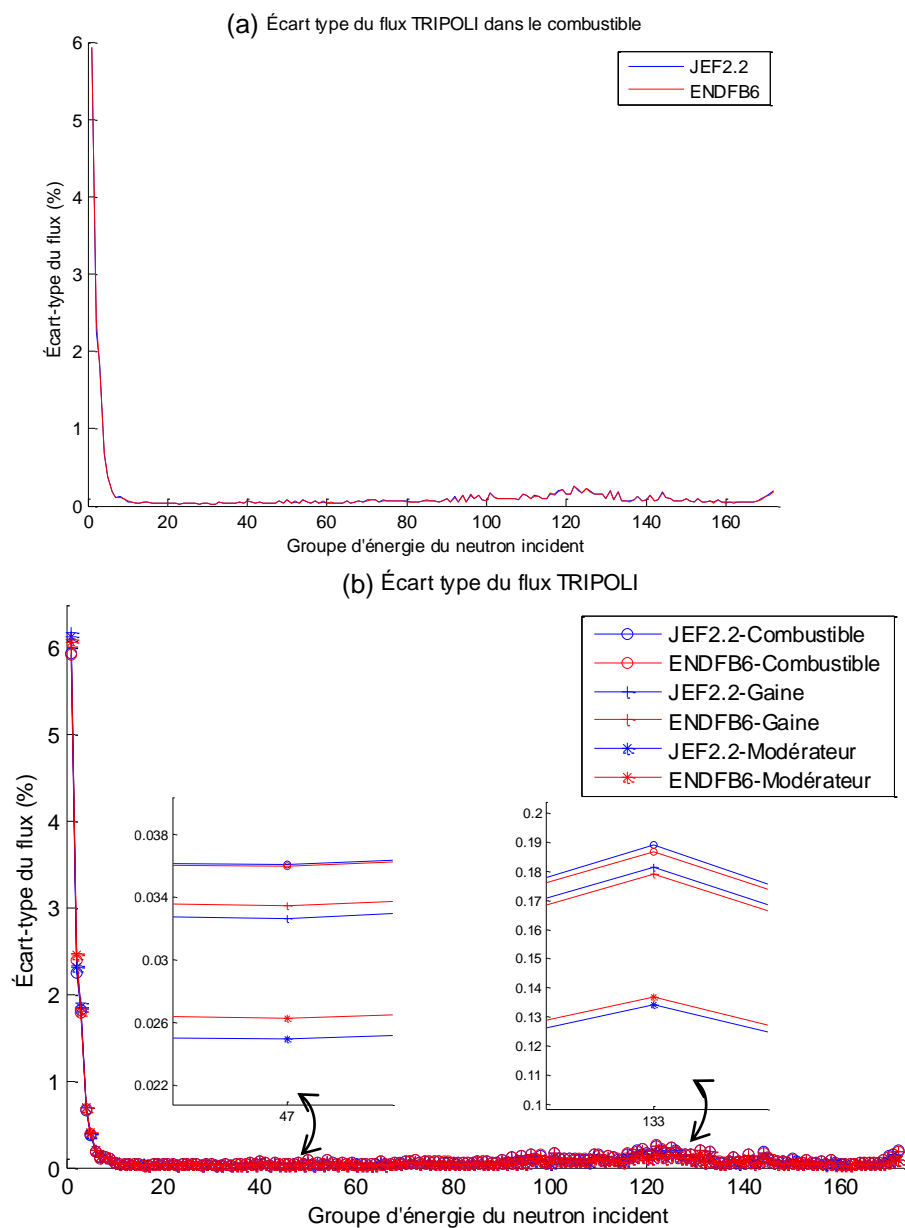 (a) Écart type du flux TRIPOLI dans le combustible
6
5
4
3
2
1
0
Écart-type du flux (%)
JEF2.2
ENDFB6
0 20 40 60 80 100 120 140 160
Groupe d'énergie du neutron incident
(b) Écart type du flux TRIPOLI
6
5
4
3
2
1
0
Écart-type du flux (%)
JEF2.2-Combustible
ENDFB6-Combustible
JEF2.2-Gaine
ENDFB6-Gaine
JEF2.2-Modérateur
ENDFB6-Modérateur
0.038
0.034
0.03
0.026
0.022
47
0.2
0.19
0.18
0.17
0.16
0.15
0.14
0.13
0.12
0.11
0.1
133
0 20 40 60 80 100 120 140 160
Groupe d'énergie du neutron incident